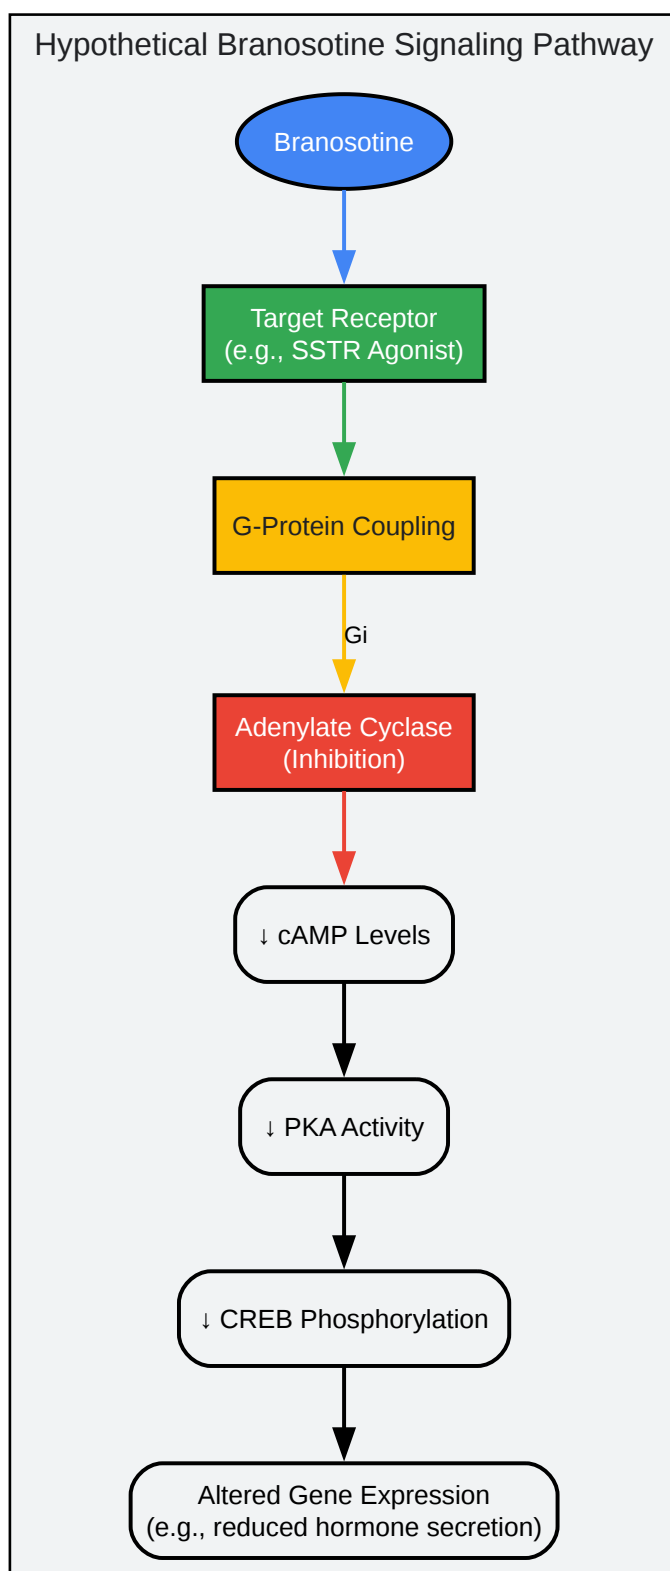 Hypothetical Branosotine Signaling Pathway
Branosotine
Target Receptor
(e.g., SSTR Agonist)
G-Protein Coupling
Gi
Adenylate Cyclase
(Inhibition)
↓ cAMP Levels
↓ PKA Activity
↓ CREB Phosphorylation
Altered Gene Expression
(e.g., reduced hormone secretion)